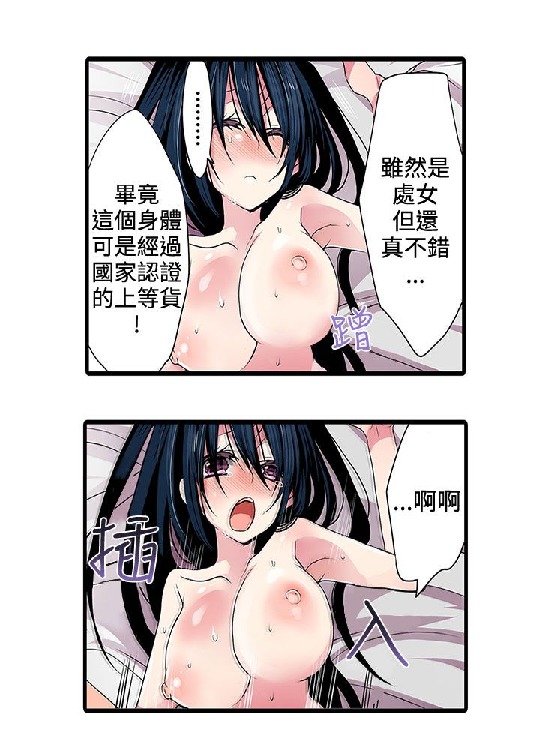 雖然是
處女
但還
真不錯
…
………
畢竟
這個身體
可是經過
國家認證
的上等貨
！
蹭
…啊啊
插
入